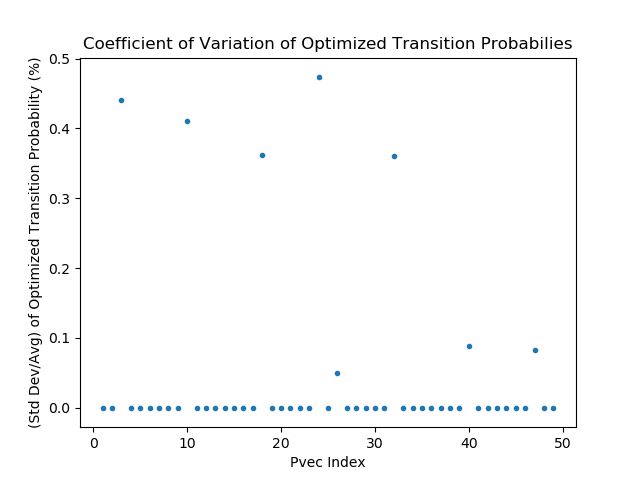 Coefficient of Variation of Optimized Transition Probabilies
(Std Dev/Avg) of Optimized Transition Probability (%)
0.5
0.4
0.3
0.2
0.1
0.0
0 10 20 30 40 50
Pvec Index